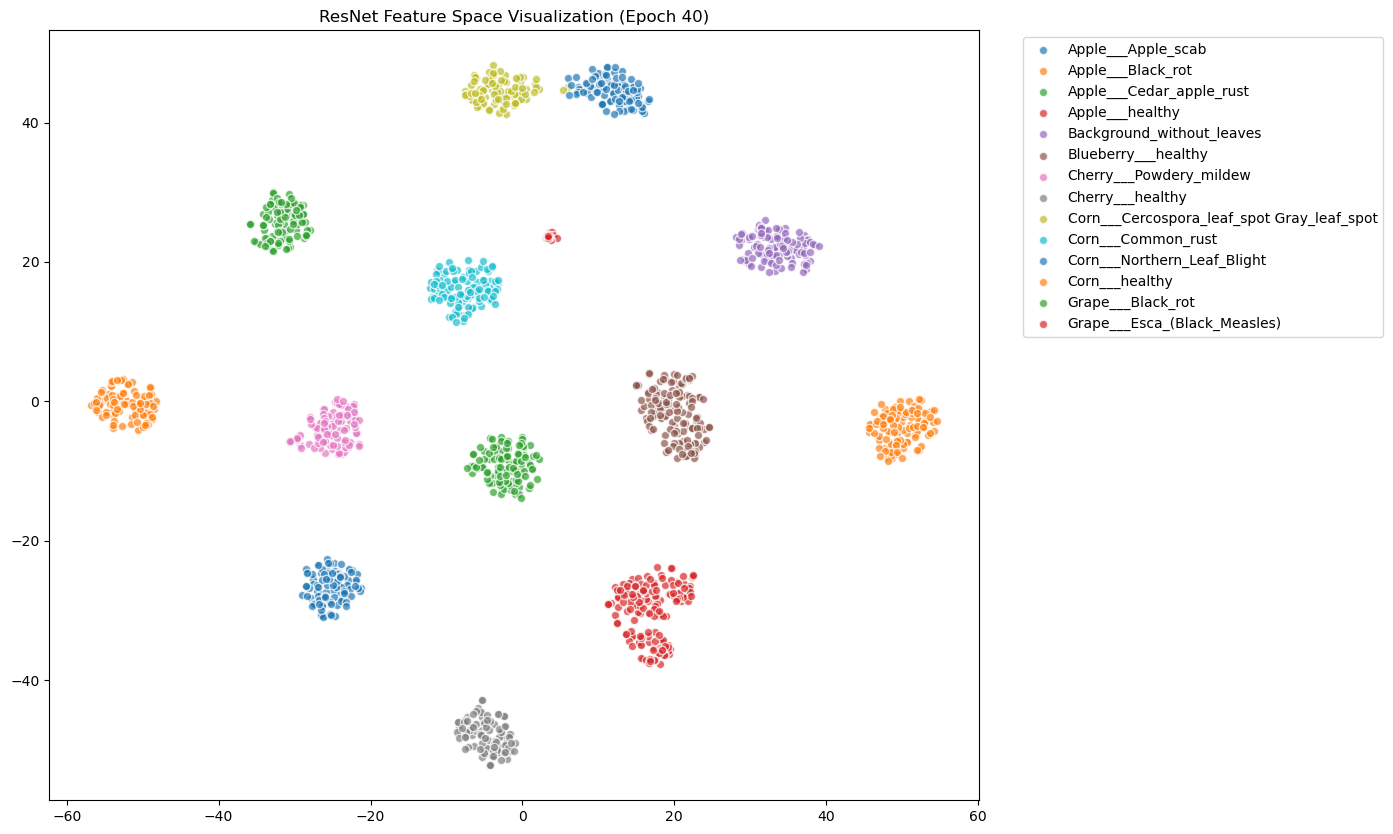 ResNet Feature Space Visualization (Epoch 40)
Apple___Apple_scab
Apple___Black_rot
Apple___Cedar_apple_rust
Apple___healthy
Background_without_leaves
Blueberry___healthy
Cherry___Powdery_mildew
Cherry___healthy
Corn___Cercospora_leaf_spot Gray_leaf_spot
Corn___Common_rust
Corn___Northern_Leaf_Blight
Corn___healthy
Grape___Black_rot
Grape___Esca_(Black_Measles)
40
20
0
−20
−40
−60 −40 −20 0 20 40 60